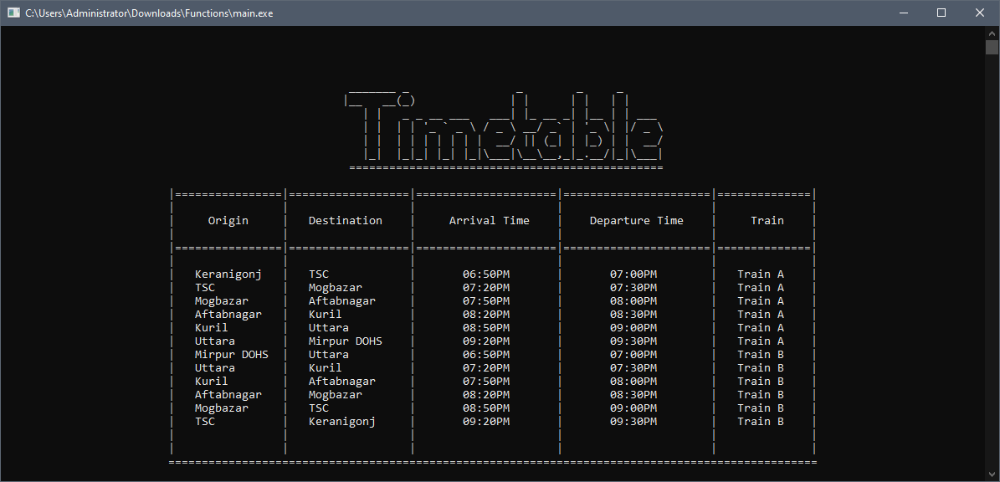 C:\Users\Administrator\Downloads\Functions\main.exe
Timetable
Origin Destination Arrival Time Departure Time Train
Keranigonj TSC 06:50PM 07:00PM Train A
TSC Mogbazar 07:20PM 07:30PM Train A
Mogbazar Aftabnagar 07:50PM 08:00PM Train A
Aftabnagar Kuril 08:20PM 08:30PM Train A
Kuril Uttara 08:50PM 09:00PM Train A
Uttara Mirpur DOHS 09:20PM 09:30PM Train A
Mirpur DOHS Uttara 06:50PM 07:00PM Train B
Uttara Kuril 07:20PM 07:30PM Train B
Kuril Aftabnagar 07:50PM 08:00PM Train B
Aftabnagar Mogbazar 08:20PM 08:30PM Train B
Mogbazar TSC 08:50PM 09:00PM Train B
TSC Keranigonj 09:20PM 09:30PM Train B